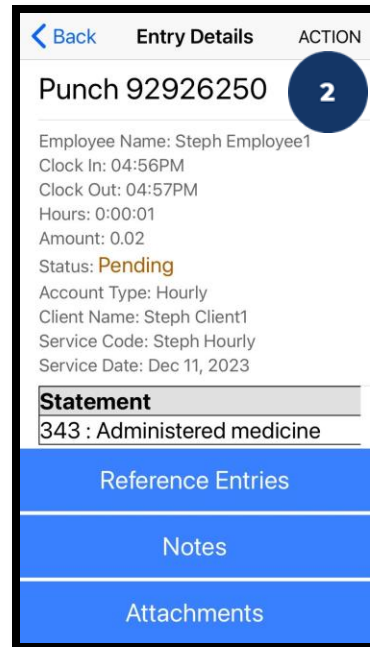 Back Entry Details ACTION
Punch 92926250 2
Employee Name: Steph Employee1
Clock In: 04:56PM
Clock Out: 04:57PM
Hours: 0:00:01
Amount: 0.02
Status: Pending
Account Type: Hourly
Client Name: Steph Client1
Service Code: Steph Hourly
Service Date: Dec 11, 2023
Statement
343 : Administered medicine
Reference Entries
Notes
Attachments